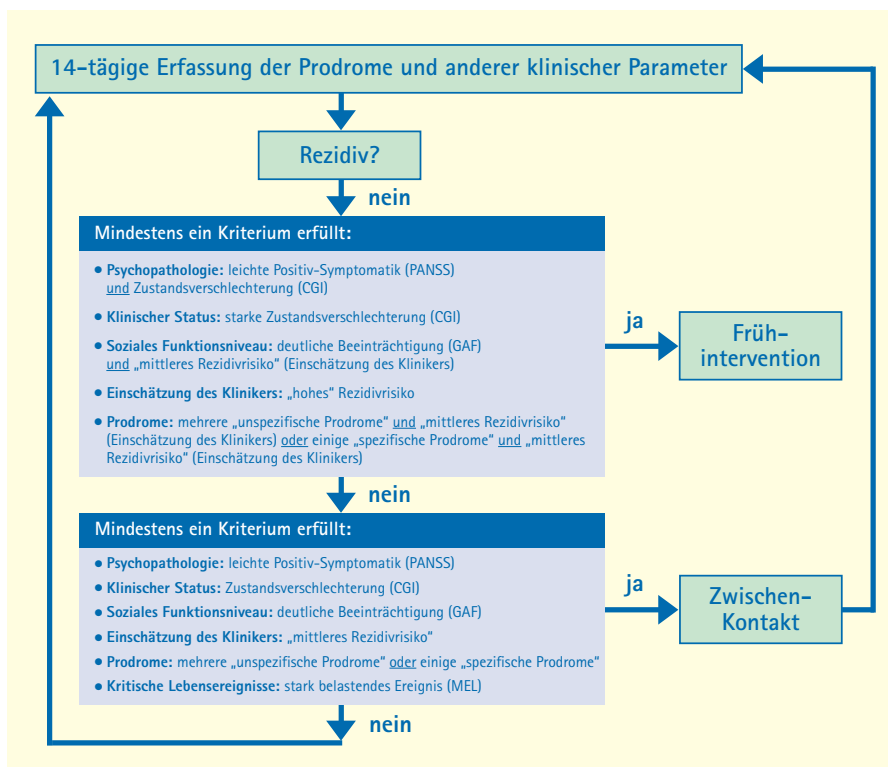 14-tägige Erfassung der Prodrome und anderer klinischer Parameter
Rezidiv?
nein
Mindestens ein Kriterium erfüllt:
• Psychopathologie: leichte Positiv-Symptomatik (PANSS)
und Zustandsverschlechterung (CGI)
• Klinischer Status: starke Zustandsverschlechterung (CGI)
• Soziales Funktionsniveau: deutliche Beeinträchtigung (GAF)
und „mittleres Rezidivrisiko“ (Einschätzung des Klinikers)
• Einschätzung des Klinikers: „hohes“ Rezidivrisiko
• Prodrome: mehrere „unspezifische Prodrome“ und „mittleres Rezidivrisiko“
(Einschätzung des Klinikers) oder einige „spezifische Prodrome“ und „mittleres
Rezidivrisiko“ (Einschätzung des Klinikers)
ja
Früh-
intervention
nein
Mindestens ein Kriterium erfüllt:
• Psychopathologie: leichte Positiv-Symptomatik (PANSS)
• Klinischer Status: Zustandsverschlechterung (CGI)
• Soziales Funktionsniveau: deutliche Beeinträchtigung (GAF)
• Einschätzung des Klinikers: „mittleres Rezidivrisiko“
• Prodrome: mehrere „unspezifische Prodrome“ oder einige „spezifische Prodrome“
• Kritische Lebensereignisse: stark belastendes Ereignis (MEL)
ja
Zwischen-
Kontakt
nein